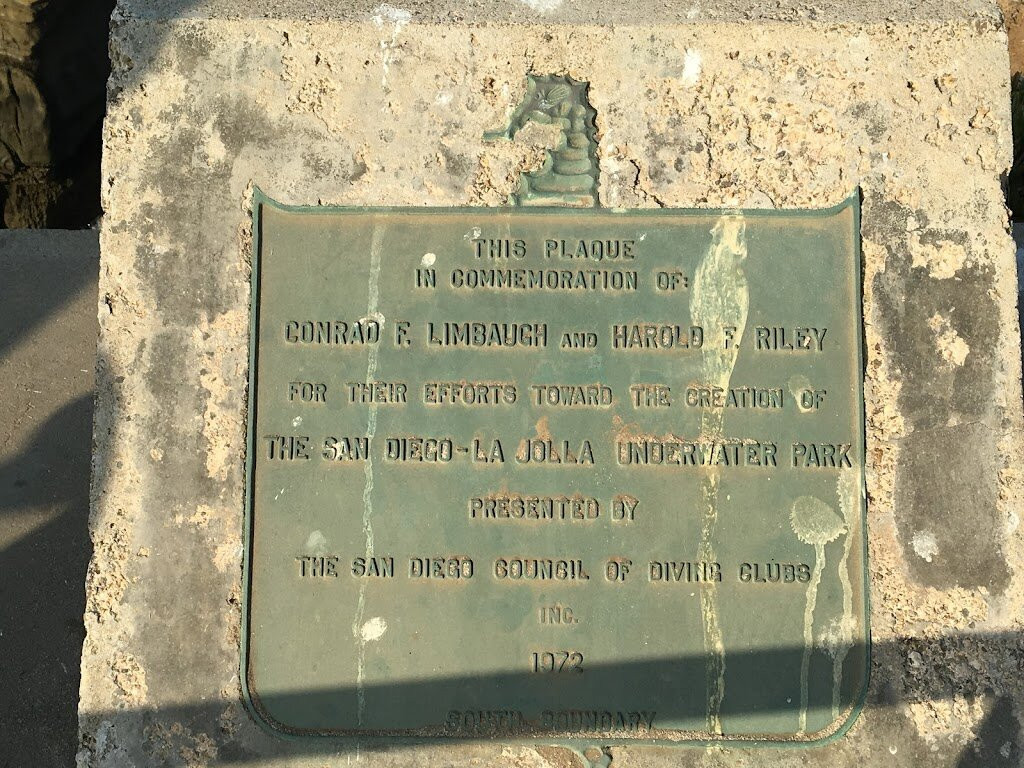 THIS PLAQUE
IN COMMEMORATION OF:
CONRAD F. LIMBAUGH AND HAROLD F. RILEY
FOR THEIR EFFORTS TOWARD THE CREATION OF
THE SAN DIEGO-LA JOLLA UNDERWATER PARK
PRESENTED BY
THE SAN DIEGO COUNCIL OF DIVING CLUBS
INC.
1972
SOUTH BOUNDARY